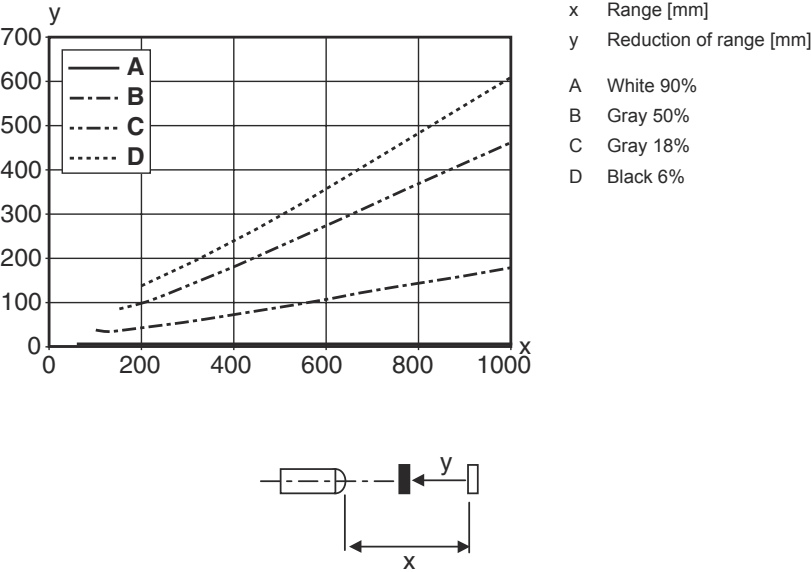 y
700
600
500
400
300
200
100
0
A
B
C
D
0 200 400 600 800 1000
x
x Range [mm]
y Reduction of range [mm]
A White 90%
B Gray 50%
C Gray 18%
D Black 6%
y
x